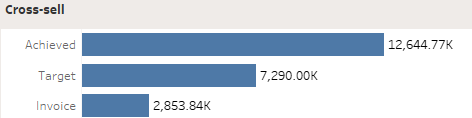 Cross-sell
Achieved 12,644.77K
Target 7,290.00K
Invoice 2,853.84K